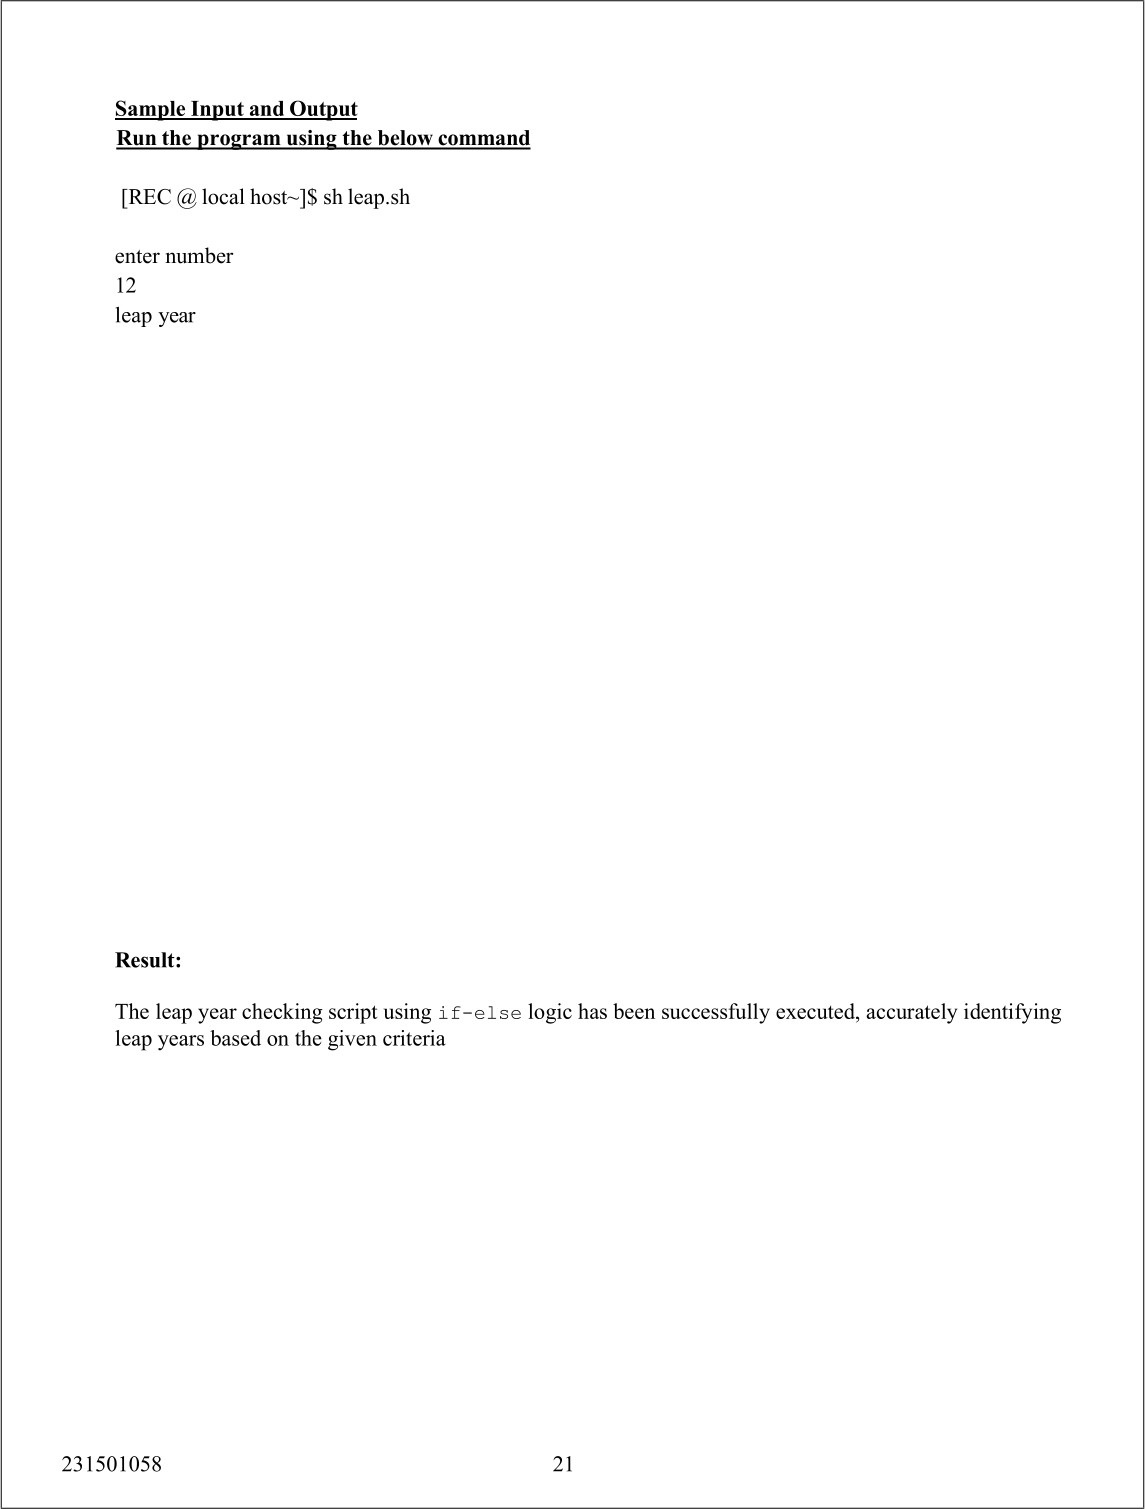 Sample Input and Output
Run the program using the below command
[REC @ local host~]$ sh leap.sh
enter number
12
leap year
Result:
The leap year checking script using if-else logic has been successfully executed, accurately identifying
leap years based on the given criteria
231501058 21